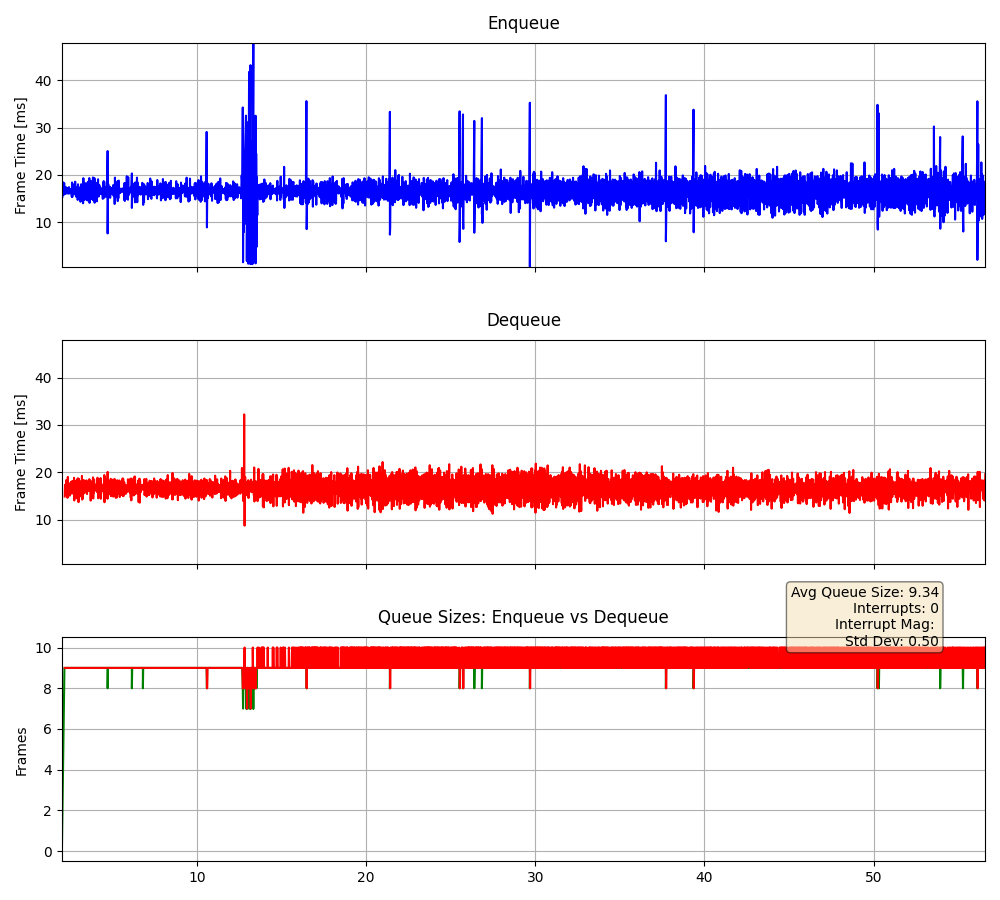 Enqueue
Frame Time [ms]
40
30
20
10
Dequeue
Frame Time [ms]
40
30
20
10
Avg Queue Size: 9.34
Interrupts: 0
Interrupt Mag:
Std Dev: 0.50
Queue Sizes: Enqueue vs Dequeue
Frames
10
8
6
4
2
0
10 20 30 40 50